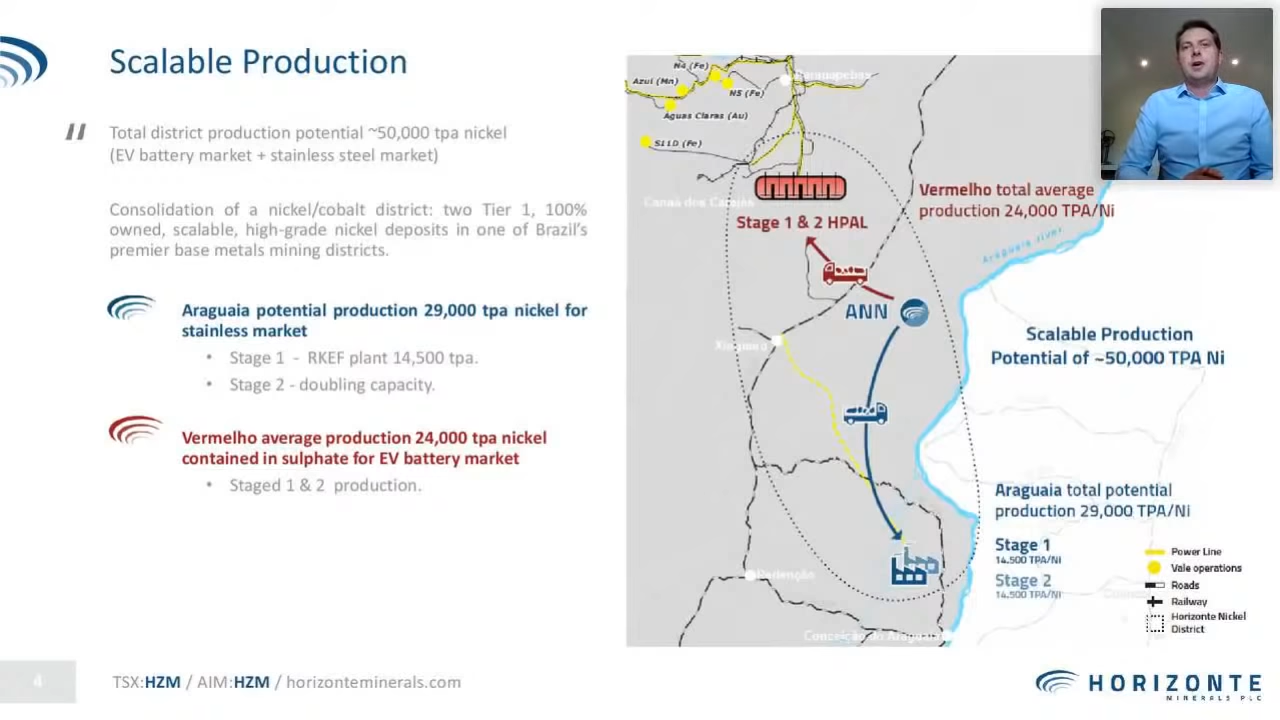 Scalable Production
"
Total district production potential ~50,000 tpa nickel
(EV battery market + stainless steel market)
Consolidation of a nickel/cobalt district: two Tier 1, 100%
owned, scalable, high-grade nickel deposits in one of Brazil's
premier base metals mining districts.
Araguaia potential production 29,000 tpa nickel for
stainless market
• Stage 1 - RKEF plant 14,500 tpa.
• Stage 2 - doubling capacity.
Vermelho average production 24,000 tpa nickel
contained in sulphate for EV battery market
• Staged 1 & 2 production.
N4 (Fe)
Azul (Mn)
N5 (Fe)
Parauapebas
Águas Claras (Au)
S11D (Fe)
Canaã dos Carajás
Stage 1 & 2 HPAL
Vermelho total average
production 24,000 TPA/Ni
Araguaia river
ANN
Xinguara
Scalable Production
Potential of ~50,000 TPA Ni
Araguaia total potential
production 29,000 TPA/Ni
Stage 1
14,500 TPA/Ni
Stage 2
14,500 TPA/Ni
Redenção
Conceição do Araguaia
Power Line
Vale operations
Roads
Railway
Horizonte Nickel
District
4
TSX:HZM / AIM:HZM / horizonteminerals.com
HORIZONTE
MINERALS PLC